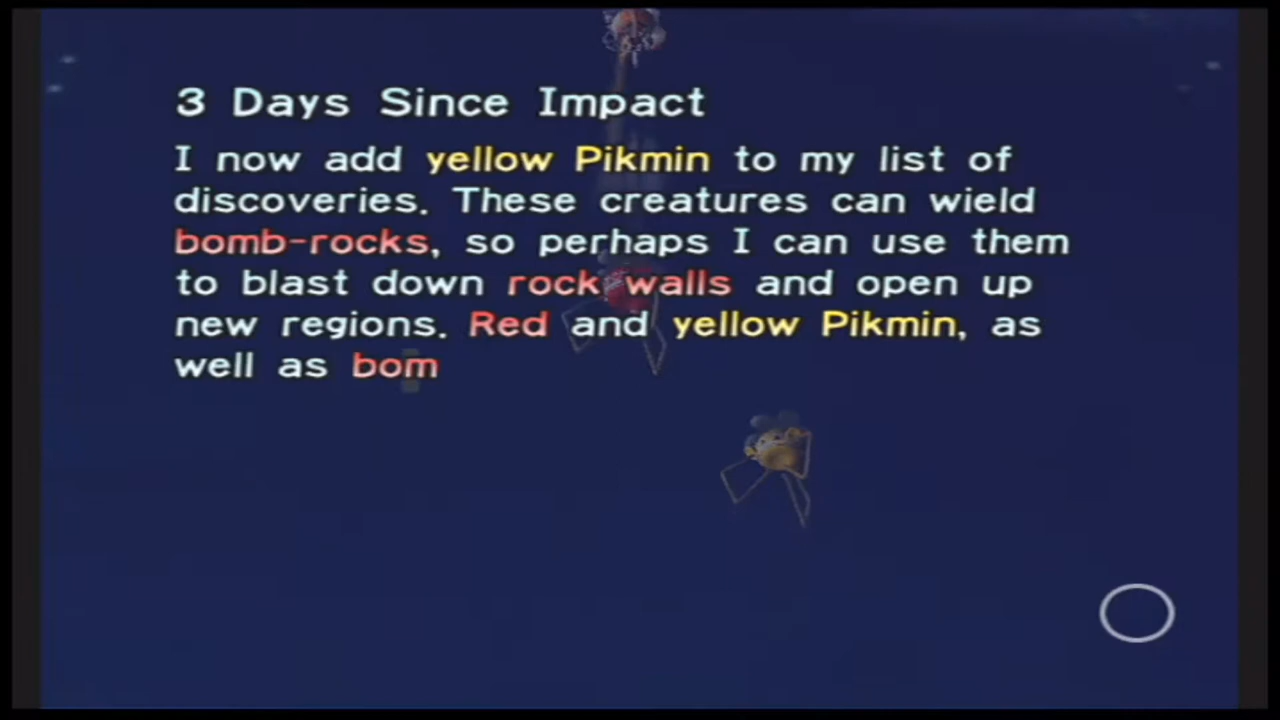 3 Days Since Impact
I now add yellow Pikmin to my list of
discoveries. These creatures can wield
bomb-rocks, so perhaps I can use them
to blast down rock walls and open up
new regions. Red and yellow Pikmin, as
well as bom